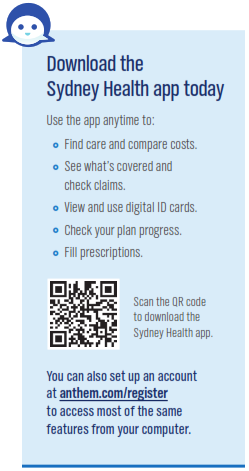 Download the
Sydney Health app today
Use the app anytime to:
Find care and compare costs.
See what's covered and
check claims.
View and use digital ID cards.
Check your plan progress.
Fill prescriptions.
Scan the QR code
to download the
Sydney Health app.
You can also set up an account
at anthem.com/register
to access most of the same
features from your computer.